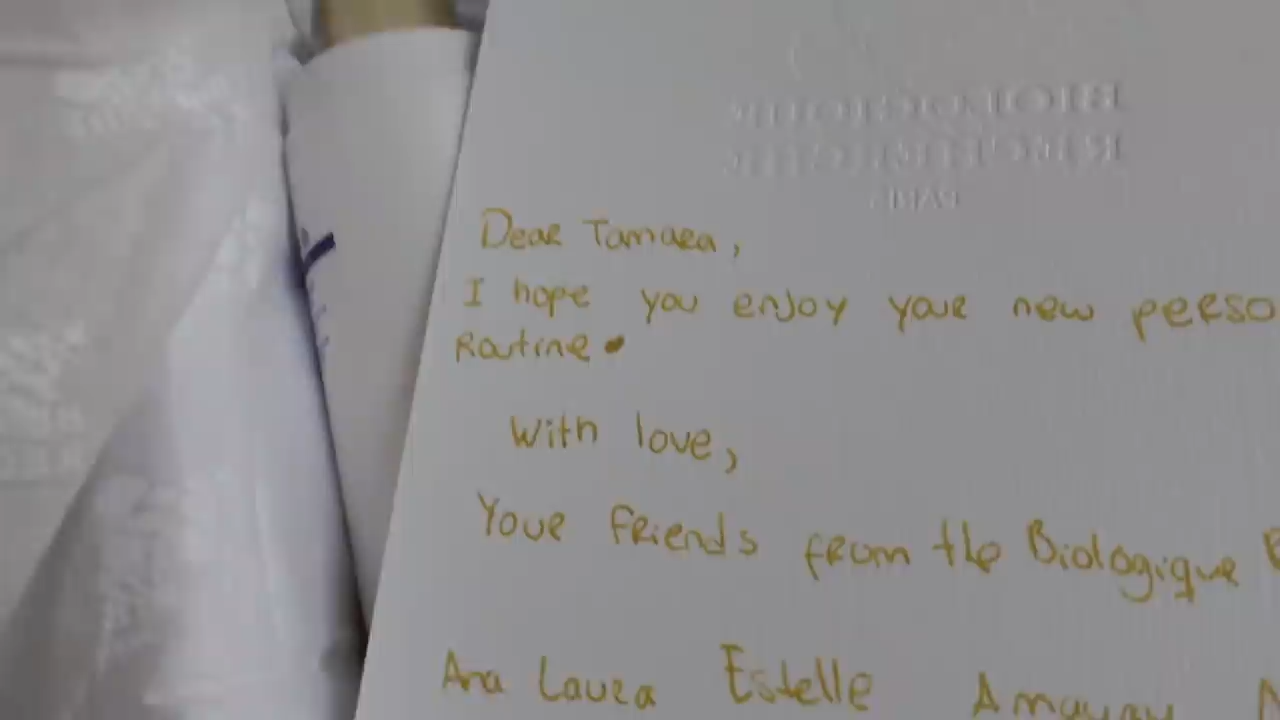 Dear Tamara,
I hope you enjoy your new perso
Routine.
With love,
Your friends from the Biologique
Ana Laura Estelle